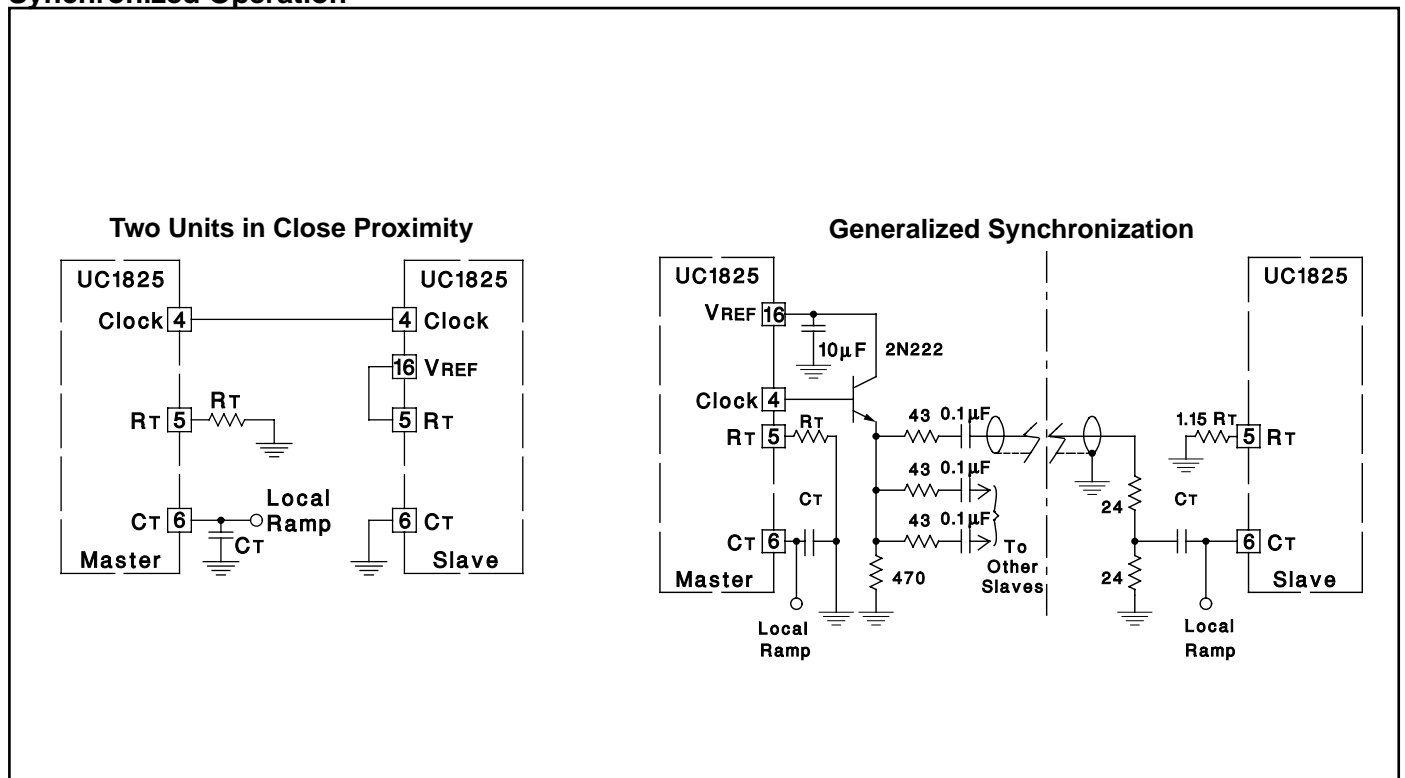 Synchronized Operation
Two Units in Close Proximity
UC1825
UC1825
Clock 4
4 Clock
16 VREF
RT 5
RT
5 RT
CT 6
Local
Ramp
CT
6 CT
Master
Slave
Generalized Synchronization
UC1825
UC1825
VREF 16
10µF
2N222
Clock 4
RT 5
RT
43 0.1µF
1.15 RT
5 RT
43 0.1µF
CT
CT
24
43 0.1µF
CT 6
To
Other
Slaves
6 CT
Master
470
24
Slave
Local
Ramp
Local
Ramp